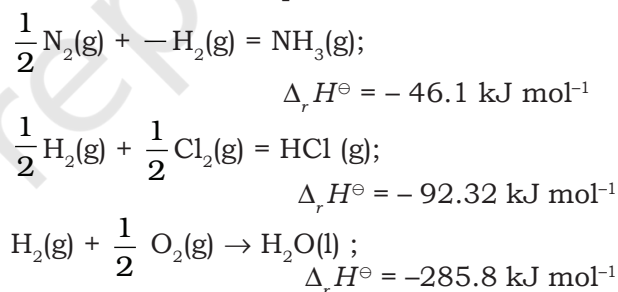 rep
1/2 N₂(g) + —H₂(g) = NH₃(g);
ΔᵣH⊖ = – 46.1 kJ mol⁻¹
1/2 H₂(g) + 1/2 Cl₂(g) = HCl (g);
ΔᵣH⊖ = – 92.32 kJ mol⁻¹
H₂(g) + 1/2 O₂(g) → H₂O(l) ;
ΔᵣH⊖ = –285.8 kJ mol⁻¹